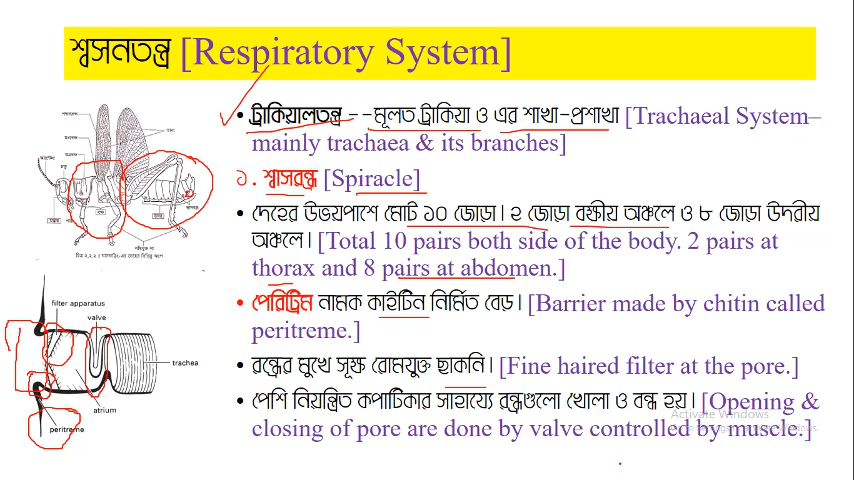 শ্বসনতন্ত্র [Respiratory System]
• ট্রাকিয়ালতন্ত্র --মূলত ট্রাকিয়া ও এর শাখা-প্রশাখা [Trachaeal System–
mainly trachaea & its branches]
১. শ্বাসরন্ধ্র [Spiracle]
• দেহের উভয়পাশে মোট ১০ জোড়া। ২ জোড়া বক্ষীয় অঞ্চলে ও ৮ জোড়া উদরীয়
অঞ্চলে। [Total 10 pairs both side of the body. 2 pairs at
thorax and 8 pairs at abdomen.]
• পেরিট্রিম নামক কাইটিন নির্মিত বেড়। [Barrier made by chitin called
peritreme.]
• রন্ধ্রের মুখে সূক্ষ রোমযুক্ত ছাকনি। [Fine haired filter at the pore.]
• পেশি নিয়ন্ত্রিত কপাটিকার সাহায্যে রন্ধ্রগুলো খোলা ও বন্ধ হয়। [Opening &
closing of pore are done by valve controlled by muscle.]
filter apparatus
valve
trachea
atrium
peritreme
Activate Windows